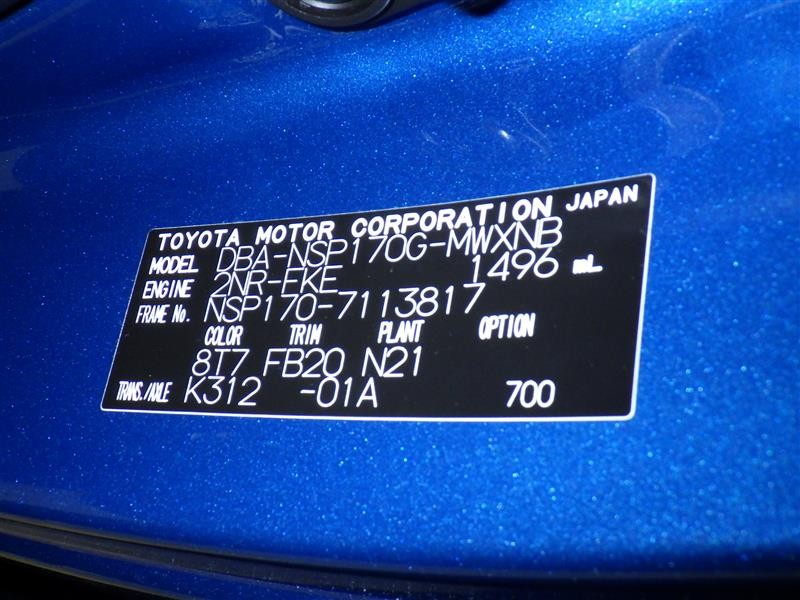 TOYOTA MOTOR CORPORATION JAPAN
MODEL DBA-NSP170G-MWXNB
ENGINE 2NR-FKE 1496 mL
FRAME No. NSP170-7113817
COLOR TRIM PLANT OPTION
8T7 FB20 N21
TRANS./AXLE K312 -01A 700